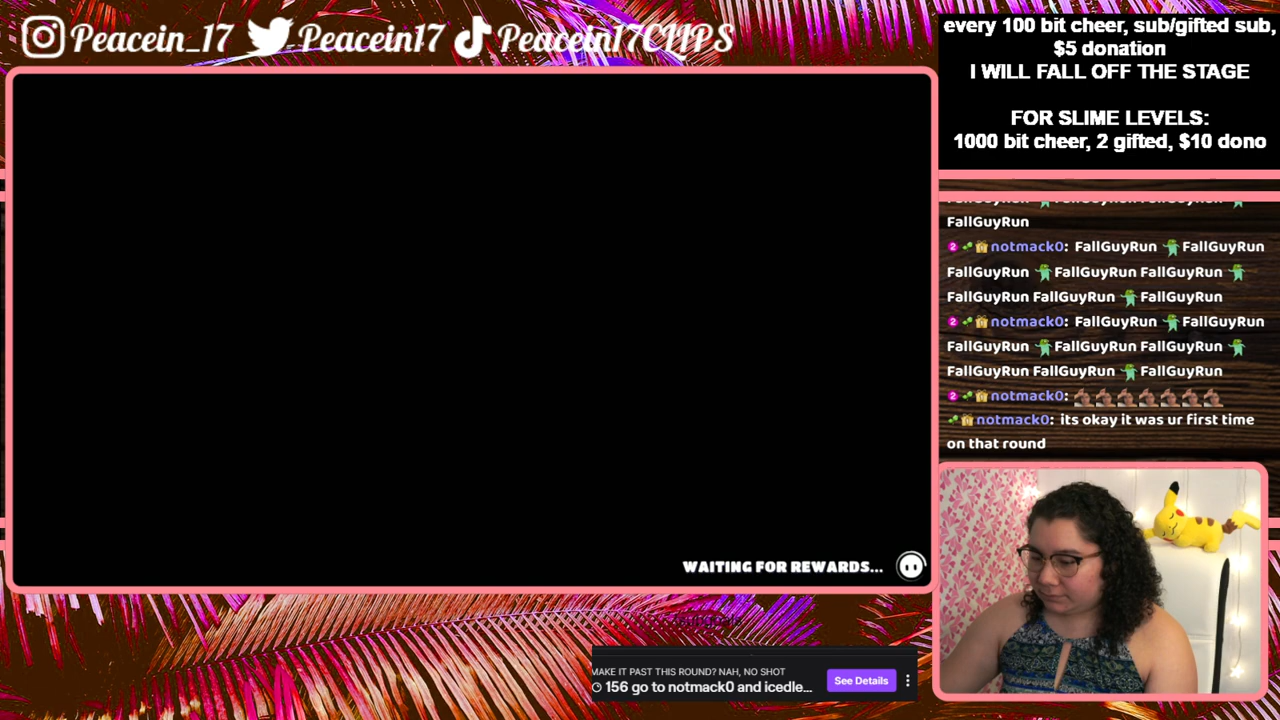 Peacein_17 Peacein17 Peacein17ClIPS
every 100 bit cheer, sub/gifted sub,
$5 donation
I WILL FALL OFF THE STAGE
FOR SLIME LEVELS:
1000 bit cheer, 2 gifted, $10 dono
FallGuyRun
2 notmack0: FallGuyRun FallGuyRun
FallGuyRun FallGuyRun FallGuyRun
FallGuyRun FallGuyRun FallGuyRun
2 notmack0: FallGuyRun FallGuyRun
FallGuyRun FallGuyRun FallGuyRun
FallGuyRun FallGuyRun FallGuyRun
2 notmack0:
notmack0: its okay it was ur first time
on that round
WAITING FOR REWARDS...
MAKE IT PAST THIS ROUND? NAH, NO SHOT
156 go to notmack0 and icedle...
See Details